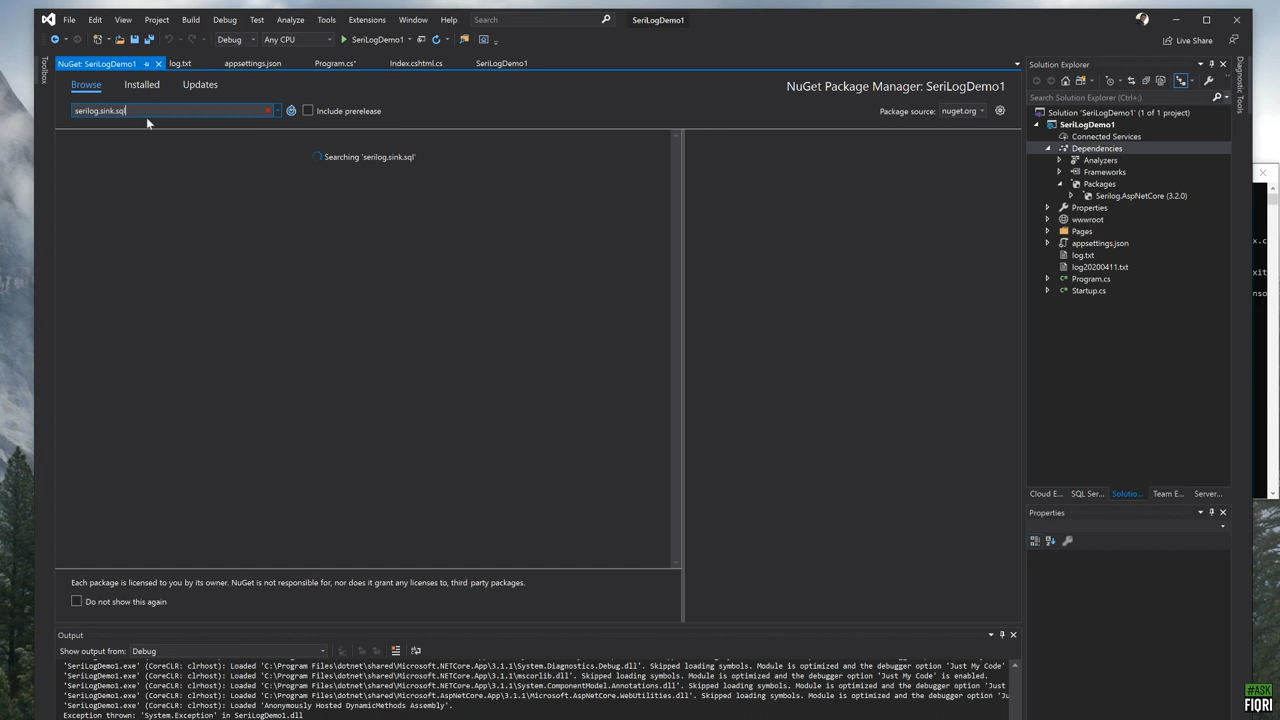 File Edit View Project Build Debug Test Analyze Tools Extensions Window Help Search SeriLogDemo1
Debug Any CPU SeriLogDemo1 Live Share
NuGet: SeriLogDemo1 log.txt appsettings.json Program.cs* Index.cshtml.cs SeriLogDemo1
Toolbox
Browse Installed Updates
NuGet Package Manager: SeriLogDemo1
serilog.sink.sql
Include prerelease
Package source: nuget.org
Searching 'serilog.sink.sql'
Each package is licensed to you by its owner. NuGet is not responsible for, nor does it grant any licenses to, third party packages.
Do not show this again
Solution Explorer
Search Solution Explorer (Ctrl+;)
Solution 'SeriLogDemo1' (1 of 1 project)
SeriLogDemo1
Connected Services
Dependencies
Analyzers
Frameworks
Packages
Serilog.AspNetCore (3.2.0)
Properties
wwwroot
Pages
appsettings.json
log.txt
log20200411.txt
Program.cs
Startup.cs
Cloud E... SQL Ser... Solutio... Team E... Server...
Properties
Diagnostic Tools
Output
Show output from: Debug
'SeriLogDemo1.exe' (CoreCLR: clrhost): Loaded 'C:\Program Files\dotnet\shared\Microsoft.NETCore.App\3.1.1\System.Diagnostics.Debug.dll'. Skipped loading symbols. Module is optimized and the debugger option 'Just My Co
'SeriLogDemo1.exe' (CoreCLR: clrhost): Loaded 'C:\Program Files\dotnet\shared\Microsoft.NETCore.App\3.1.1\mscorlib.dll'. Skipped loading symbols. Module is optimized and the debugger option 'Just My Code' is enabled.
'SeriLogDemo1.exe' (CoreCLR: clrhost): Loaded 'C:\Program Files\dotnet\shared\Microsoft.NETCore.App\3.1.1\System.ComponentModel.Annotations.dll'. Skipped loading symbols. Module is optimized and the debugger option
'SeriLogDemo1.exe' (CoreCLR: clrhost): Loaded 'C:\Program Files\dotnet\shared\Microsoft.AspNetCore.App\3.1.1\Microsoft.AspNetCore.WebUtilities.dll'. Skipped loading symbols. Module is optimized and the debugger opti
'SeriLogDemo1.exe' (CoreCLR: clrhost): Loaded 'Anonymously Hosted DynamicMethods Assembly'.
Exception thrown: 'System.Exception' in SeriLogDemo1.dll
x.c
exit
nso
#ASK
FIORI